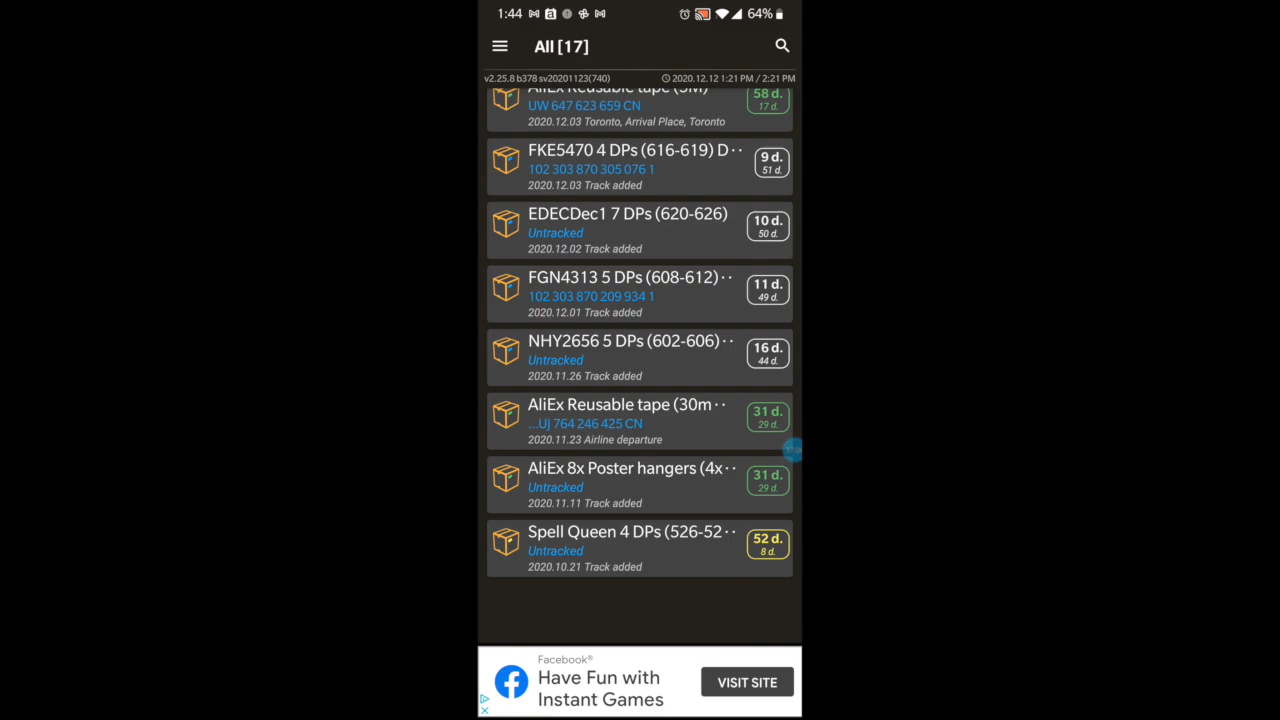 1:44
64%
All [17]
v2.25.8 b378 sv20201123(740)
2020.12.12 1:21 PM / 2:21 PM
AliEx Reusable tape (5M)
58 d.
17 d.
UW 647 623 659 CN
2020.12.03 Toronto, Arrival Place, Toronto
FKE5470 4 DPs (616-619) D··
9 d.
51 d.
102 303 870 305 076 1
2020.12.03 Track added
EDECDec1 7 DPs (620-626)
10 d.
50 d.
Untracked
2020.12.02 Track added
FGN4313 5 DPs (608-612)··
11 d.
49 d.
102 303 870 209 934 1
2020.12.01 Track added
NHY2656 5 DPs (602-606)··
16 d.
44 d.
Untracked
2020.11.26 Track added
AliEx Reusable tape (30m··
31 d.
29 d.
...UJ 764 246 425 CN
2020.11.23 Airline departure
AliEx 8x Poster hangers (4x··
31 d.
29 d.
Untracked
2020.11.11 Track added
Spell Queen 4 DPs (526-52··
52 d.
8 d.
Untracked
2020.10.21 Track added
Facebook®
Have Fun with
Instant Games
VISIT SITE